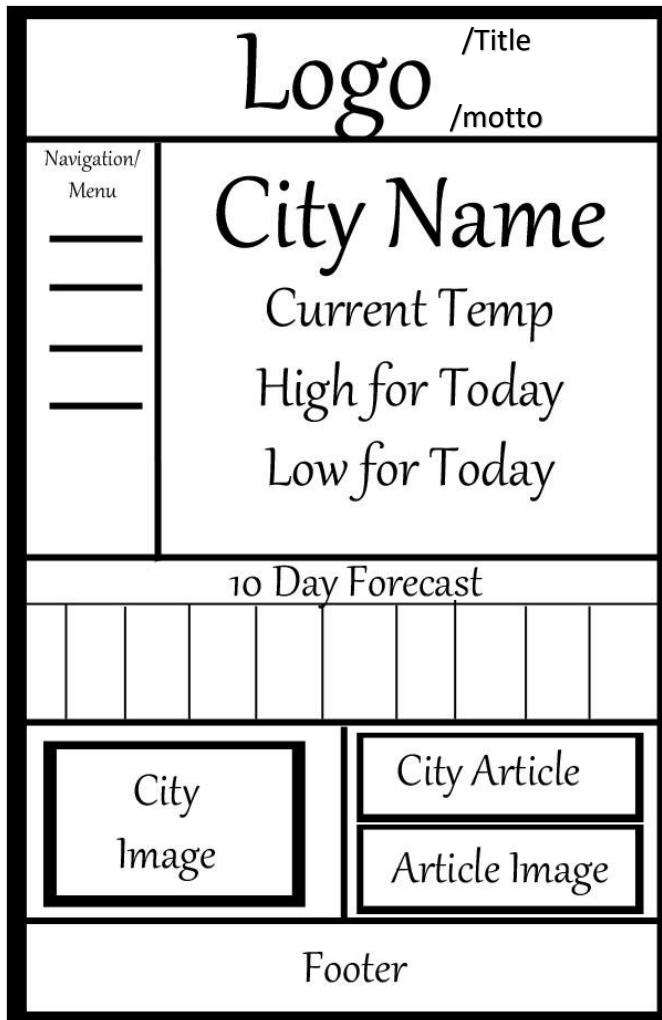 Logo /Title
/motto
Navigation/
Menu
City Name
Current Temp
High for Today
Low for Today
10 Day Forecast
City
Image
City Article
Article Image
Footer